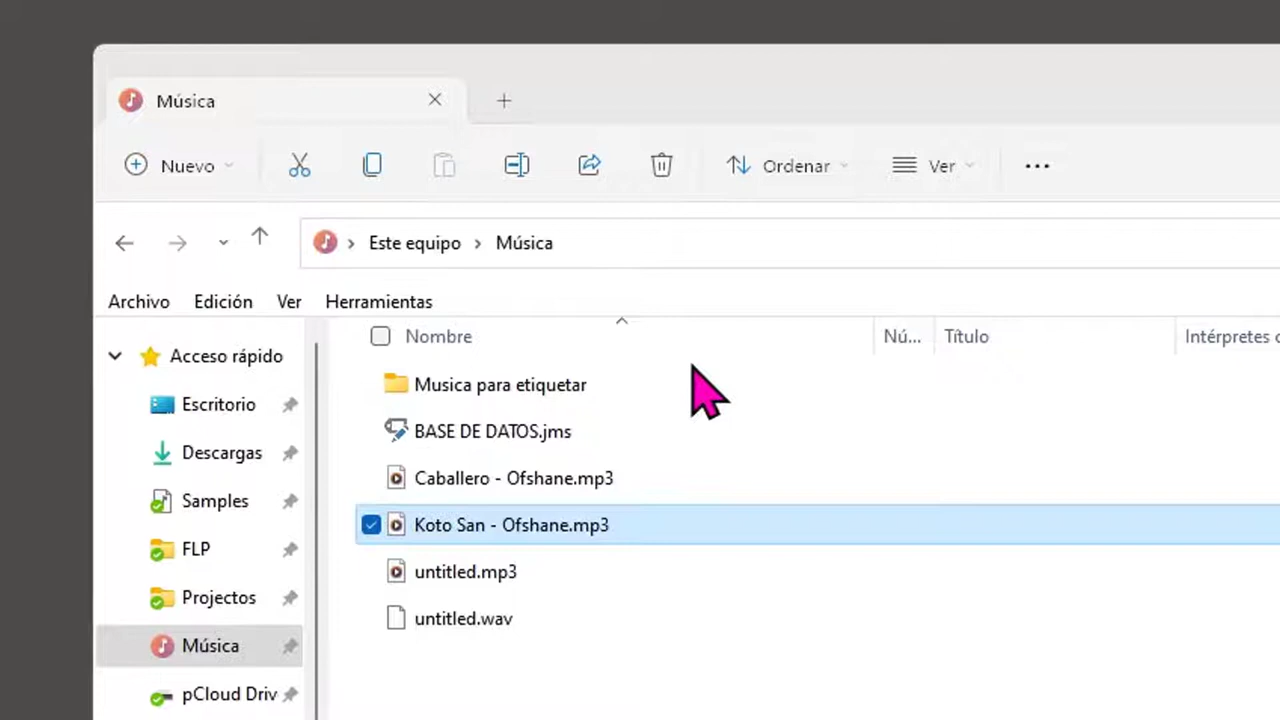 Música
Nuevo
Ordenar
Ver
Este equipo > Música
Archivo Edición Ver Herramientas
Nombre Nú... Título Intérpretes c
Acceso rápido
Escritorio
Descargas
Samples
FLP
Projectos
Música
pCloud Driv
Musica para etiquetar
BASE DE DATOS.jms
Caballero - Ofshane.mp3
Koto San - Ofshane.mp3
untitled.mp3
untitled.wav